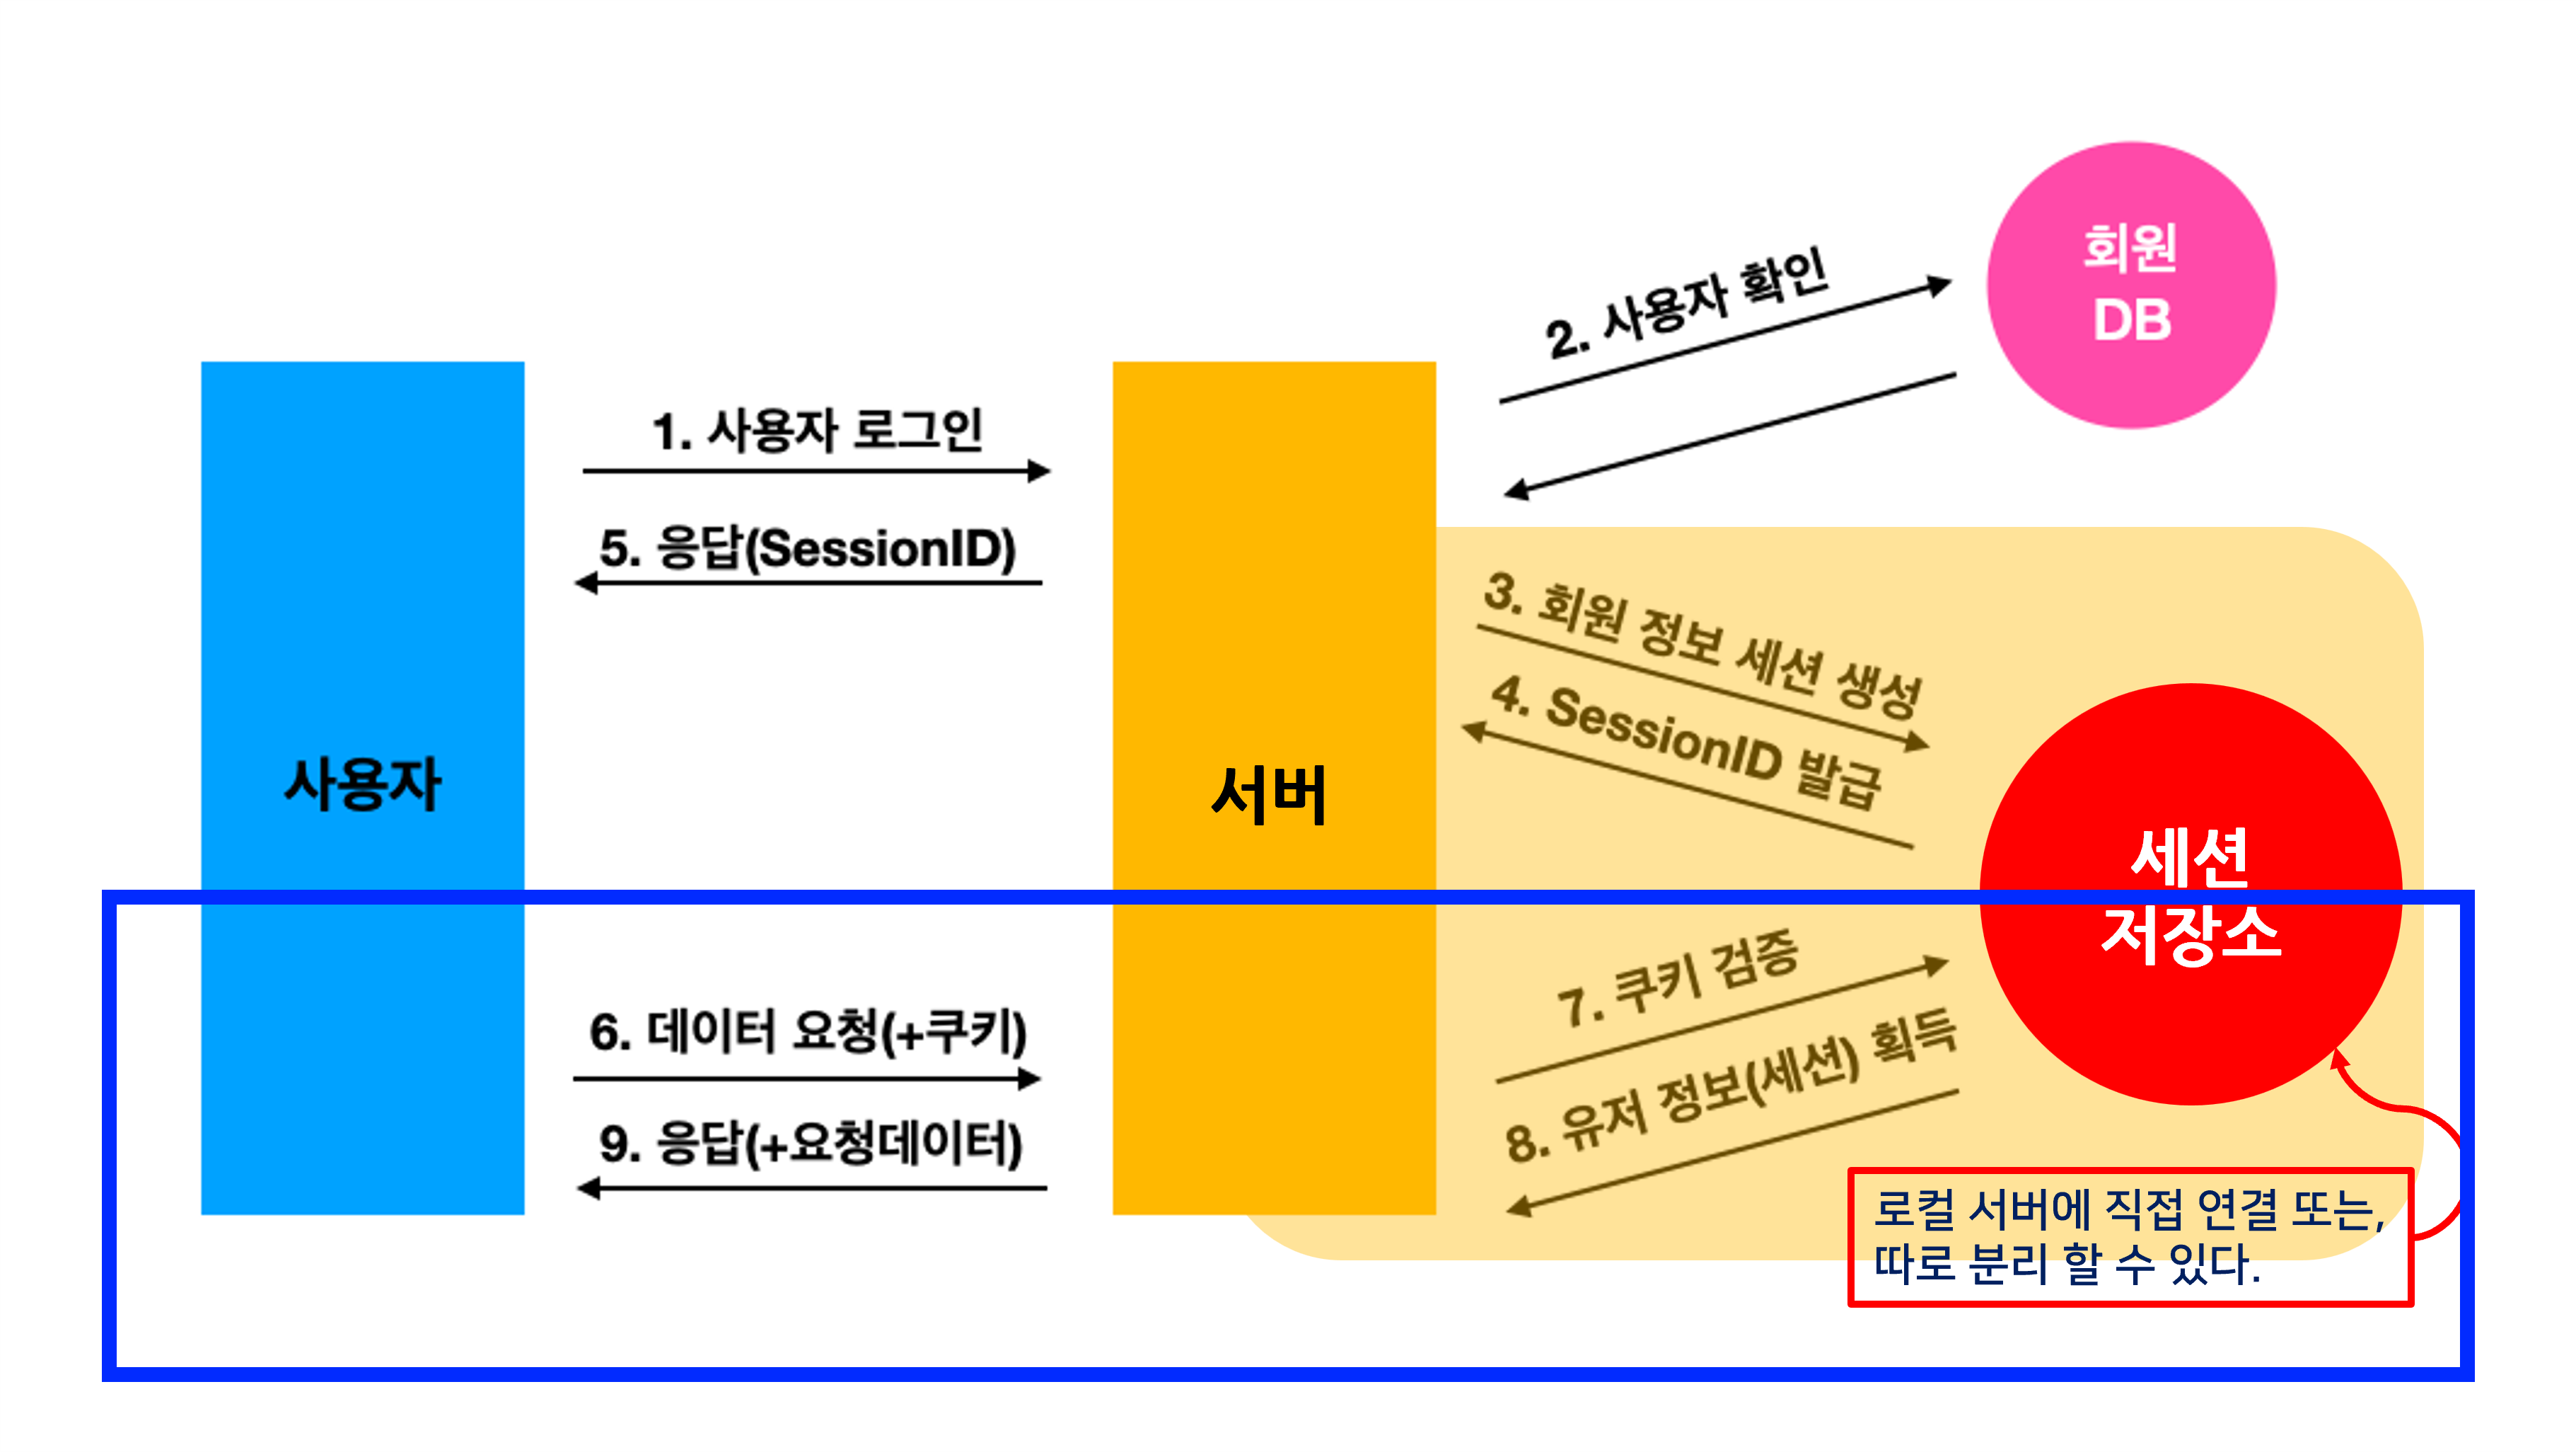 회원
DB
2. 사용자 확인
1. 사용자 로그인
5. 응답(SessionID)
3. 회원 정보 세션 생성
4. SessionID 발급
사용자
서버
세션
저장소
6. 데이터 요청(+쿠키)
9. 응답(+요청데이터)
7. 쿠키 검증
8. 유저 정보(세션) 획득
로컬 서버에 직접 연결 또는,
따로 분리 할 수 있다.